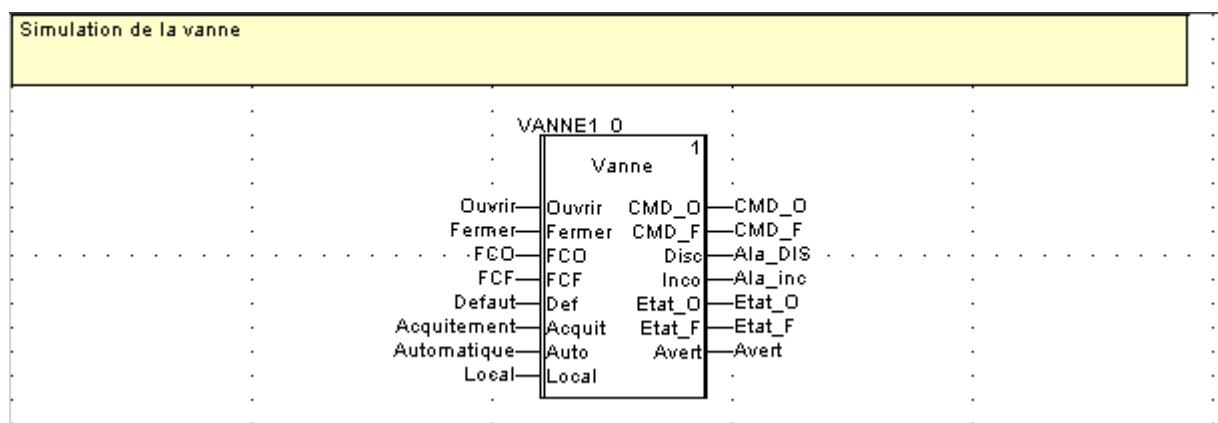 Simulation de la vanne
VANNE1_0
1
Vanne
Ouvrir Ouvrir CMD_O CMD_O
Fermer Fermer CMD_F CMD_F
FCO FCO Disc Ala_DIS
FCF FCF Inco Ala_inc
Defaut Def Etat_O Etat_O
Acquitement Acquit Etat_F Etat_F
Automatique Auto Avert Avert
Local Local